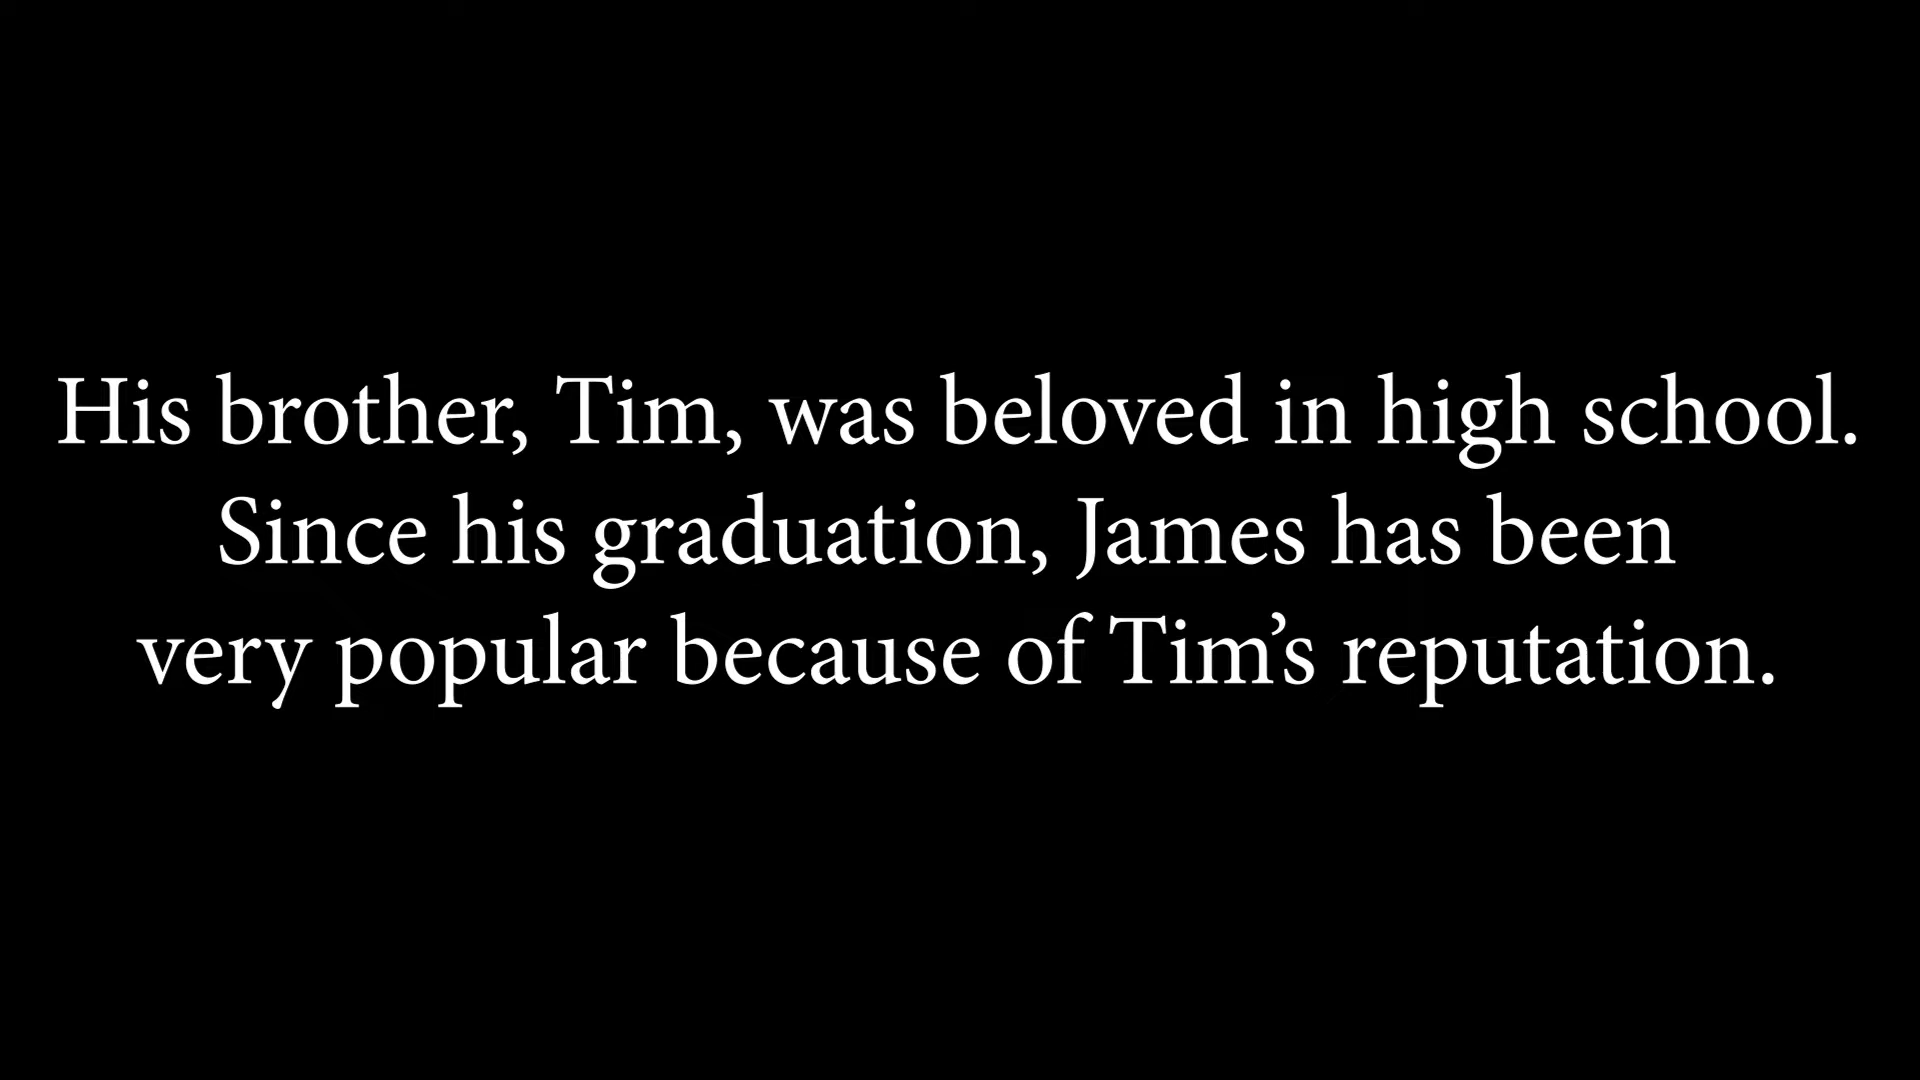 His brother, Tim, was beloved in high school.
Since his graduation, James has been
very popular because of Tim’s reputation.